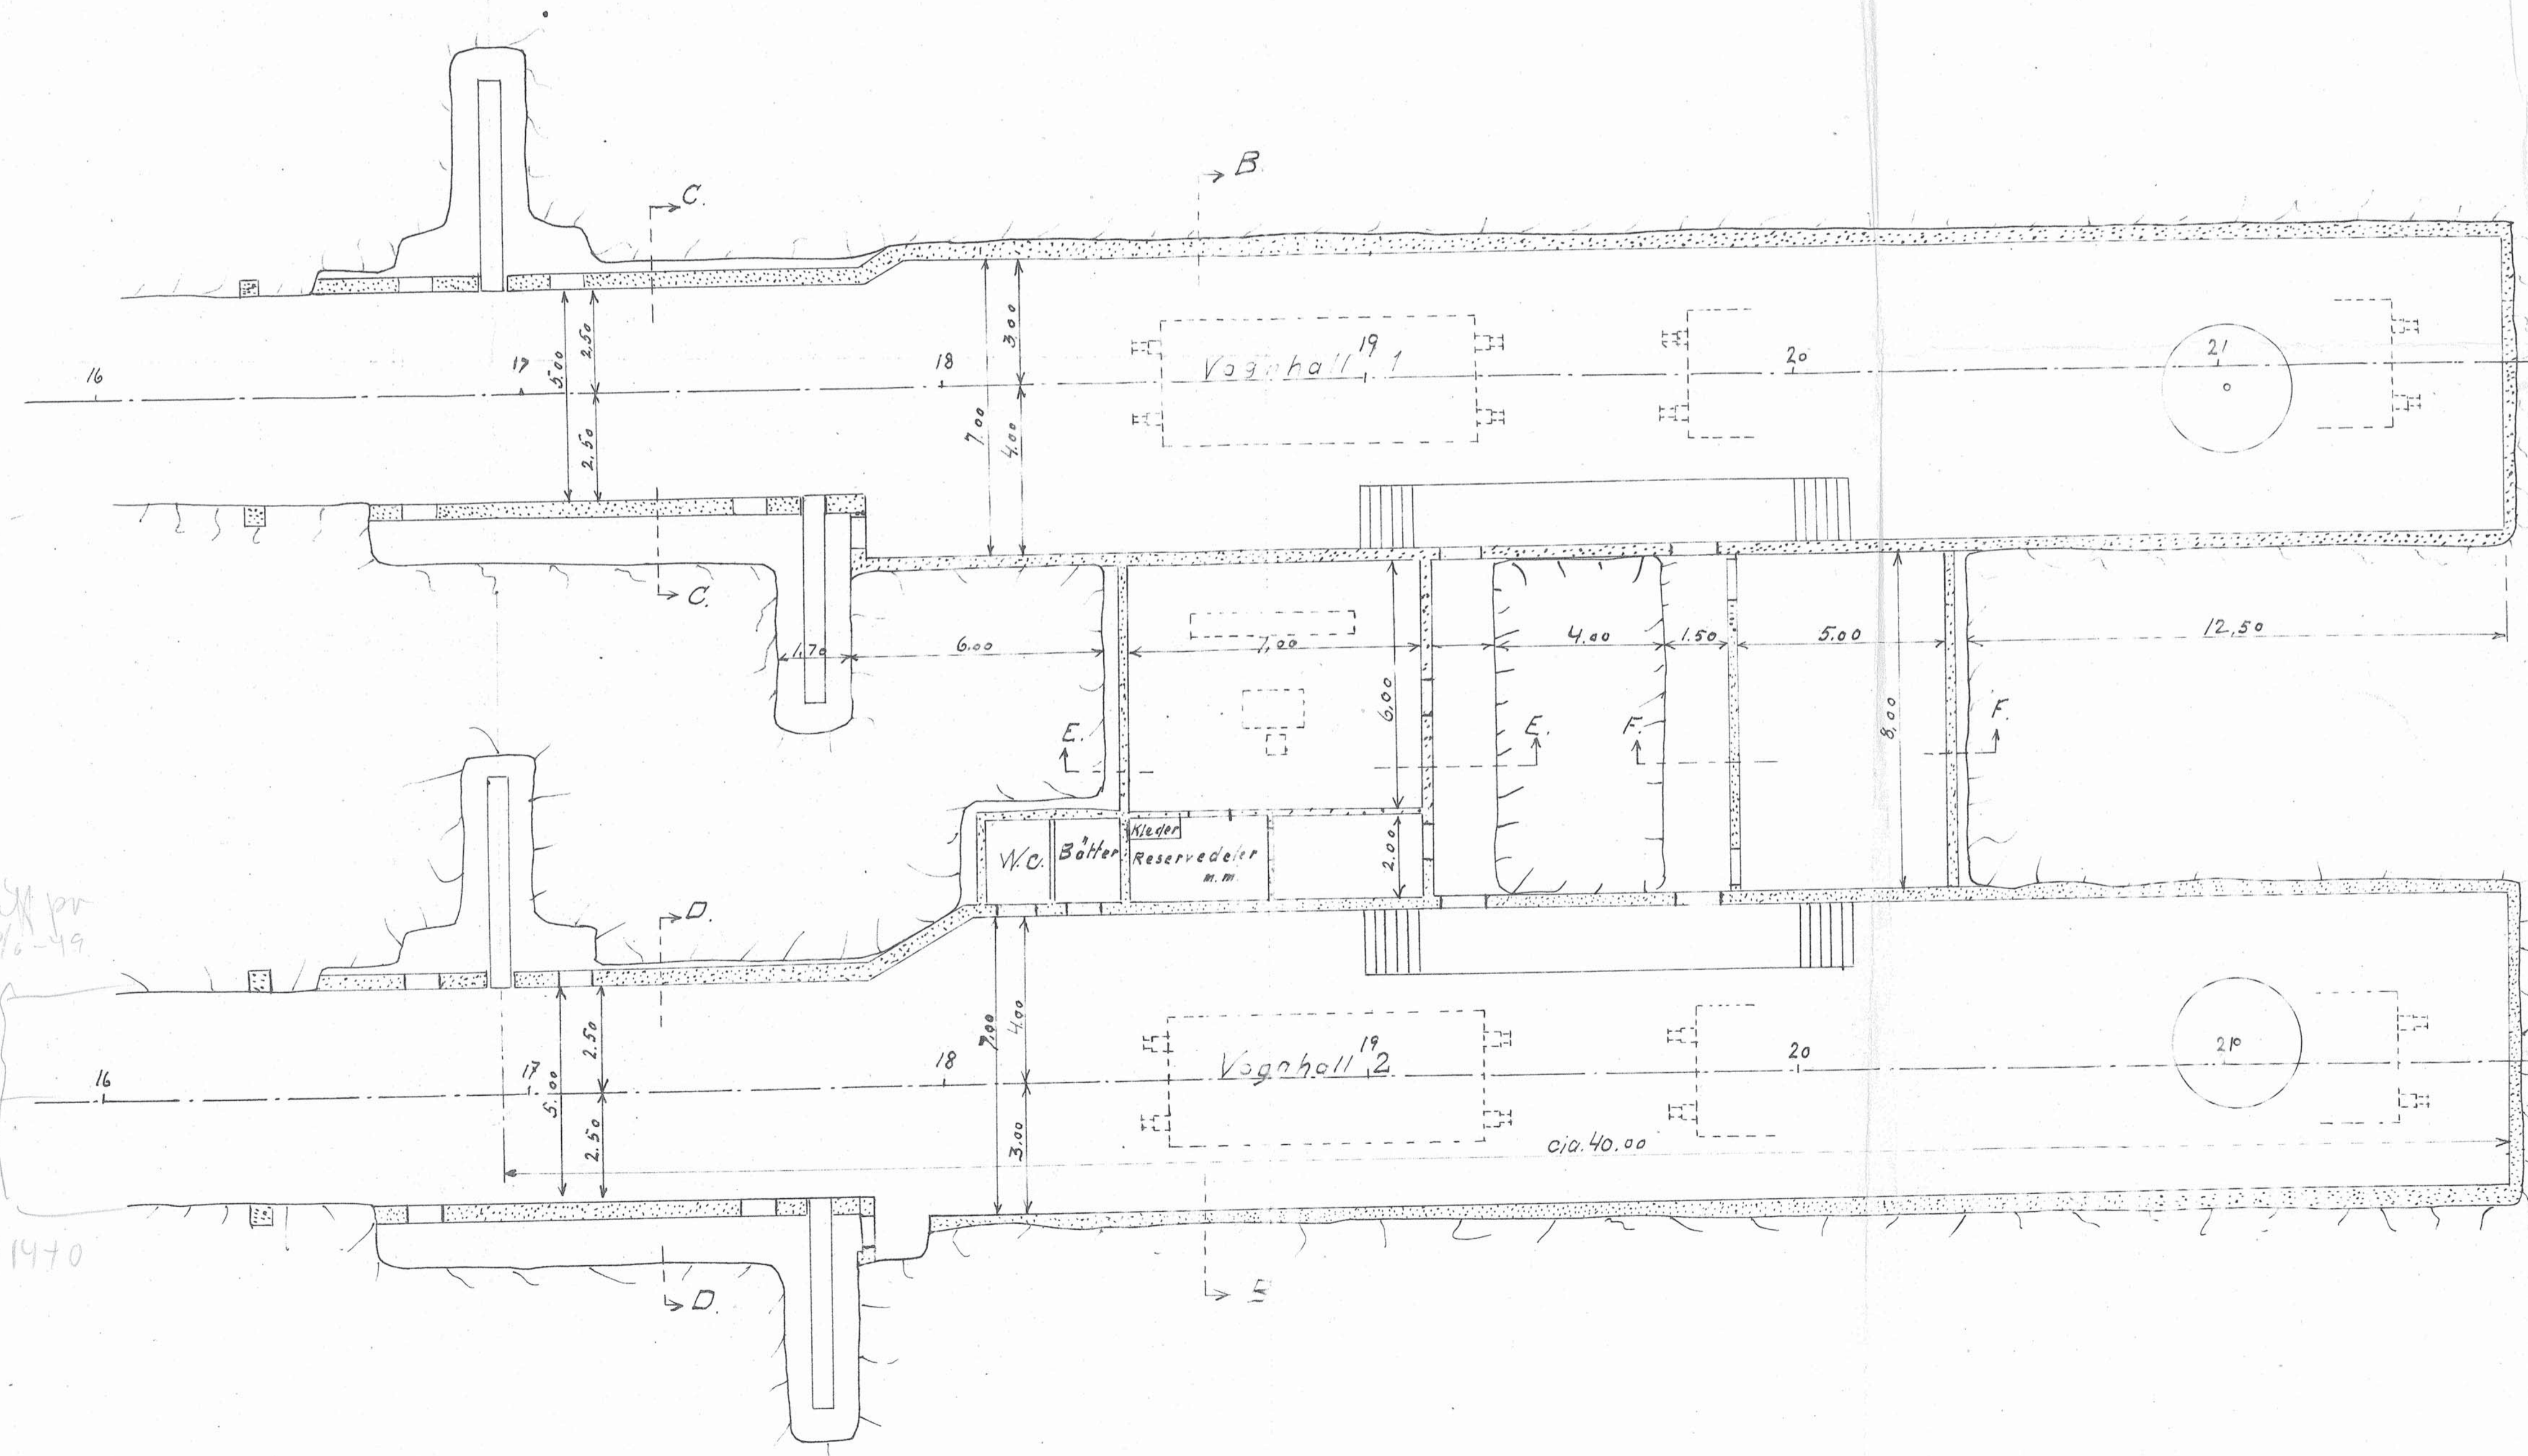 B.
C.
17
18
16
5.00
2.50
2,50
3,00
7,00
4.00
Vognhall 1
19
20
21
C.
1,70
6.00
7,00
4.00
1.50
5.00
12,50
6,00
8,00
E.
E.
F.
F.
Kleder
W.C.
Bøtter
Reservedeler
m.m.
2.00
D.
16
17
18
5.00
2.50
2.50
7,00
4.00
3.00
Vognhall 2
19
20
21
cia.40.00
D.
1470